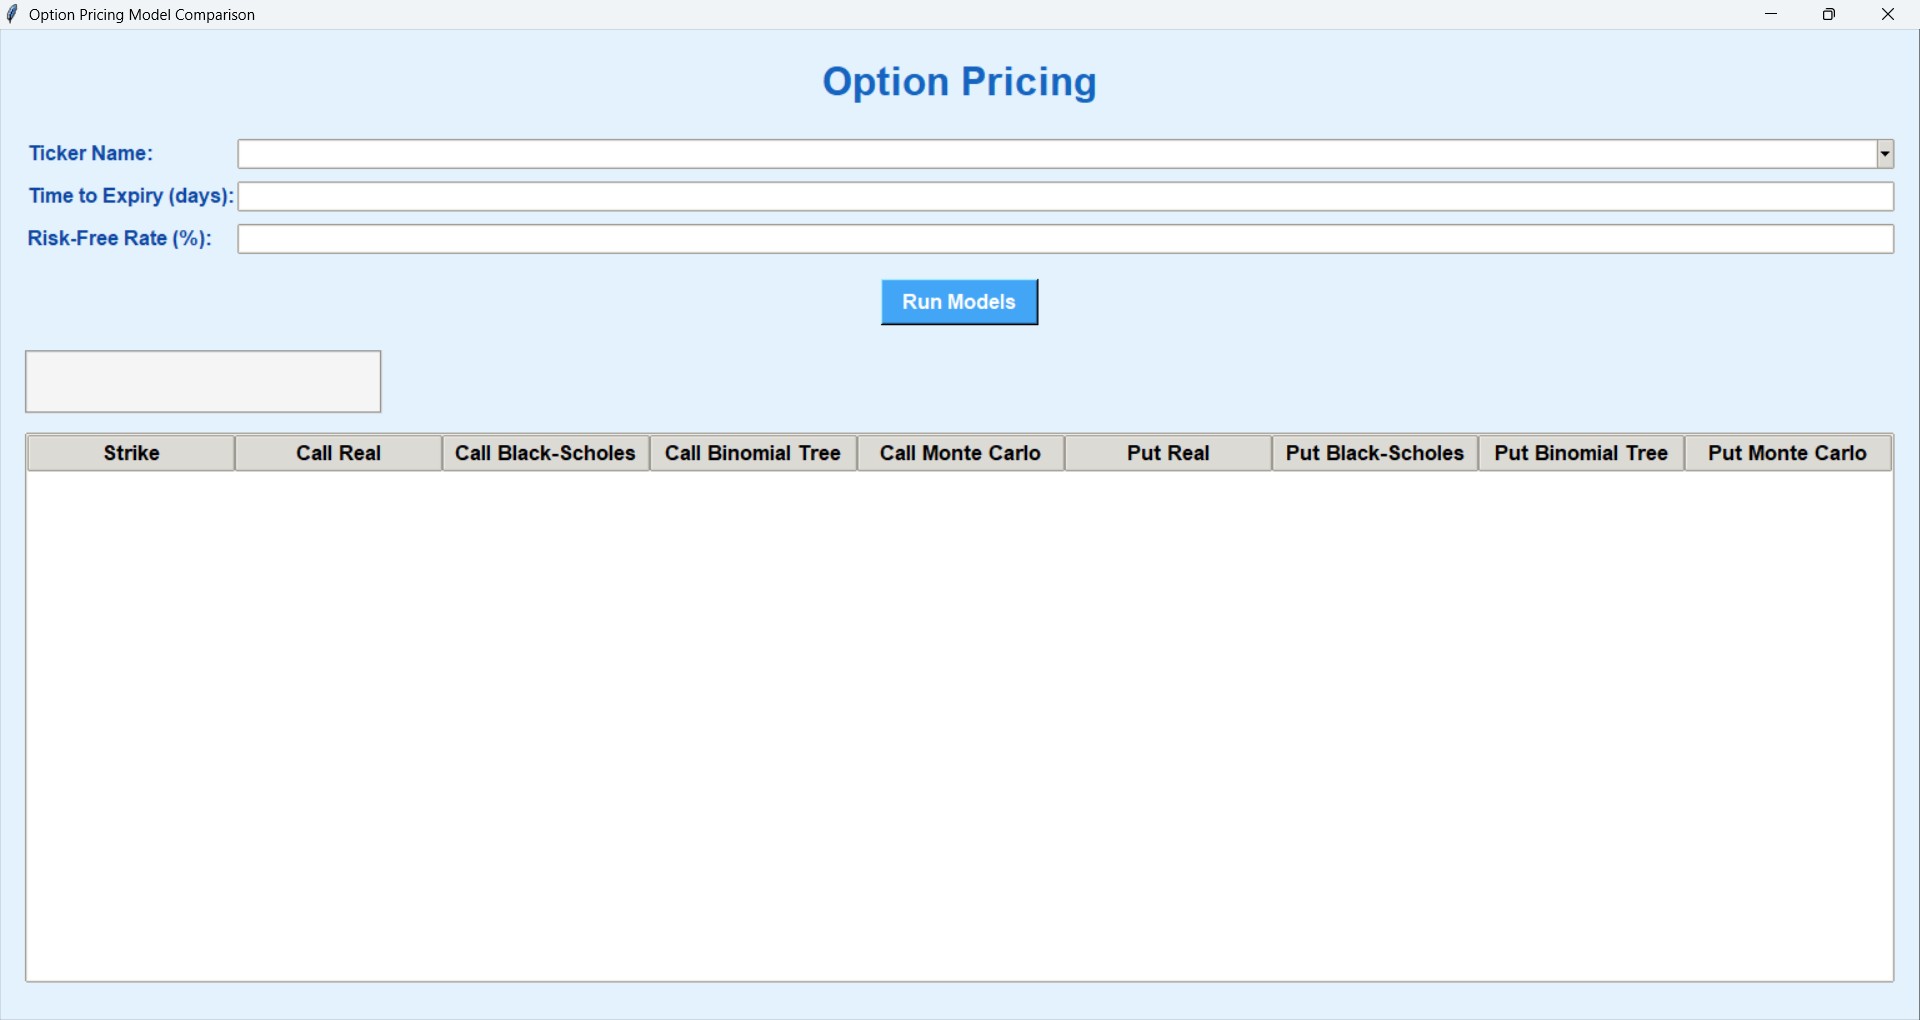 Option Pricing Model Comparison
Option Pricing
Ticker Name:
Time to Expiry (days):
Risk-Free Rate (%):
Run Models
Strike Call Real Call Black-Scholes Call Binomial Tree Call Monte Carlo Put Real Put Black-Scholes Put Binomial Tree Put Monte Carlo